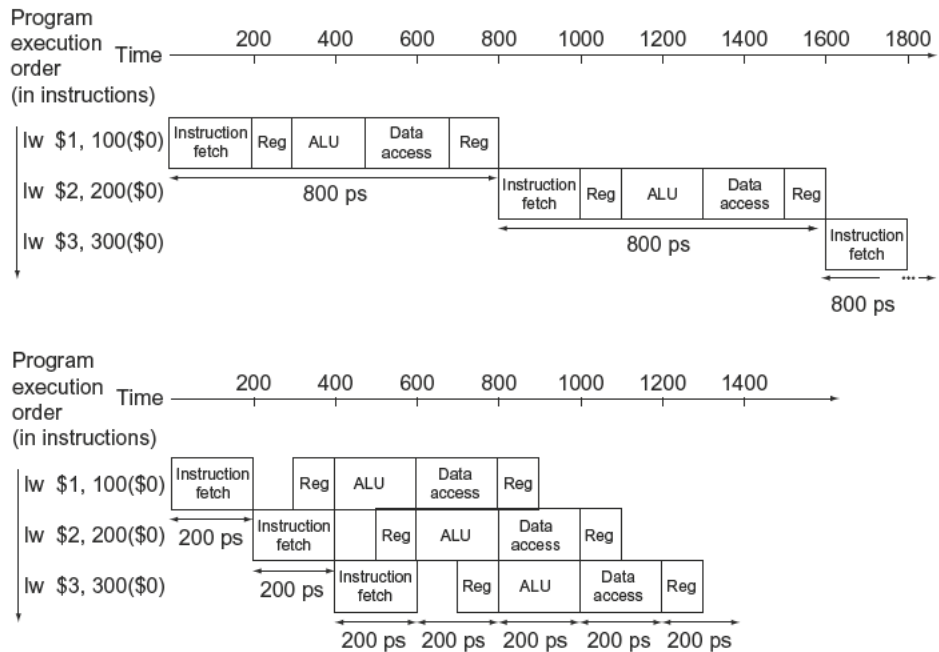 Program
execution
order
(in instructions)
Time
200 400 600 800 1000 1200 1400 1600 1800
lw $1, 100($0)
Instruction
fetch
Reg
ALU
Data
access
Reg
800 ps
lw $2, 200($0)
Instruction
fetch
Reg
ALU
Data
access
Reg
800 ps
lw $3, 300($0)
Instruction
fetch
...
800 ps
Program
execution
order
(in instructions)
Time
200 400 600 800 1000 1200 1400
lw $1, 100($0)
Instruction
fetch
Reg
ALU
Data
access
Reg
200 ps
lw $2, 200($0)
Instruction
fetch
Reg
ALU
Data
access
Reg
200 ps
lw $3, 300($0)
Instruction
fetch
Reg
ALU
Data
access
Reg
200 ps 200 ps 200 ps 200 ps 200 ps